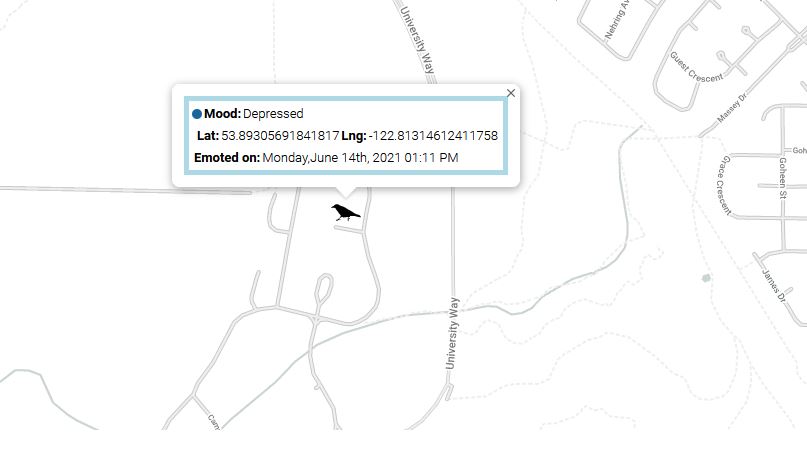 University Way
Nehring Av
Guest Crescent
Massey Dr
×
Mood: Depressed
Lat: 53.89305691841817 Lng: -122.81314612411758
Emoted on: Monday,June 14th, 2021 01:11 PM
Goh
Grace Crescent
Goheen St
James Dr
University Way
Cam